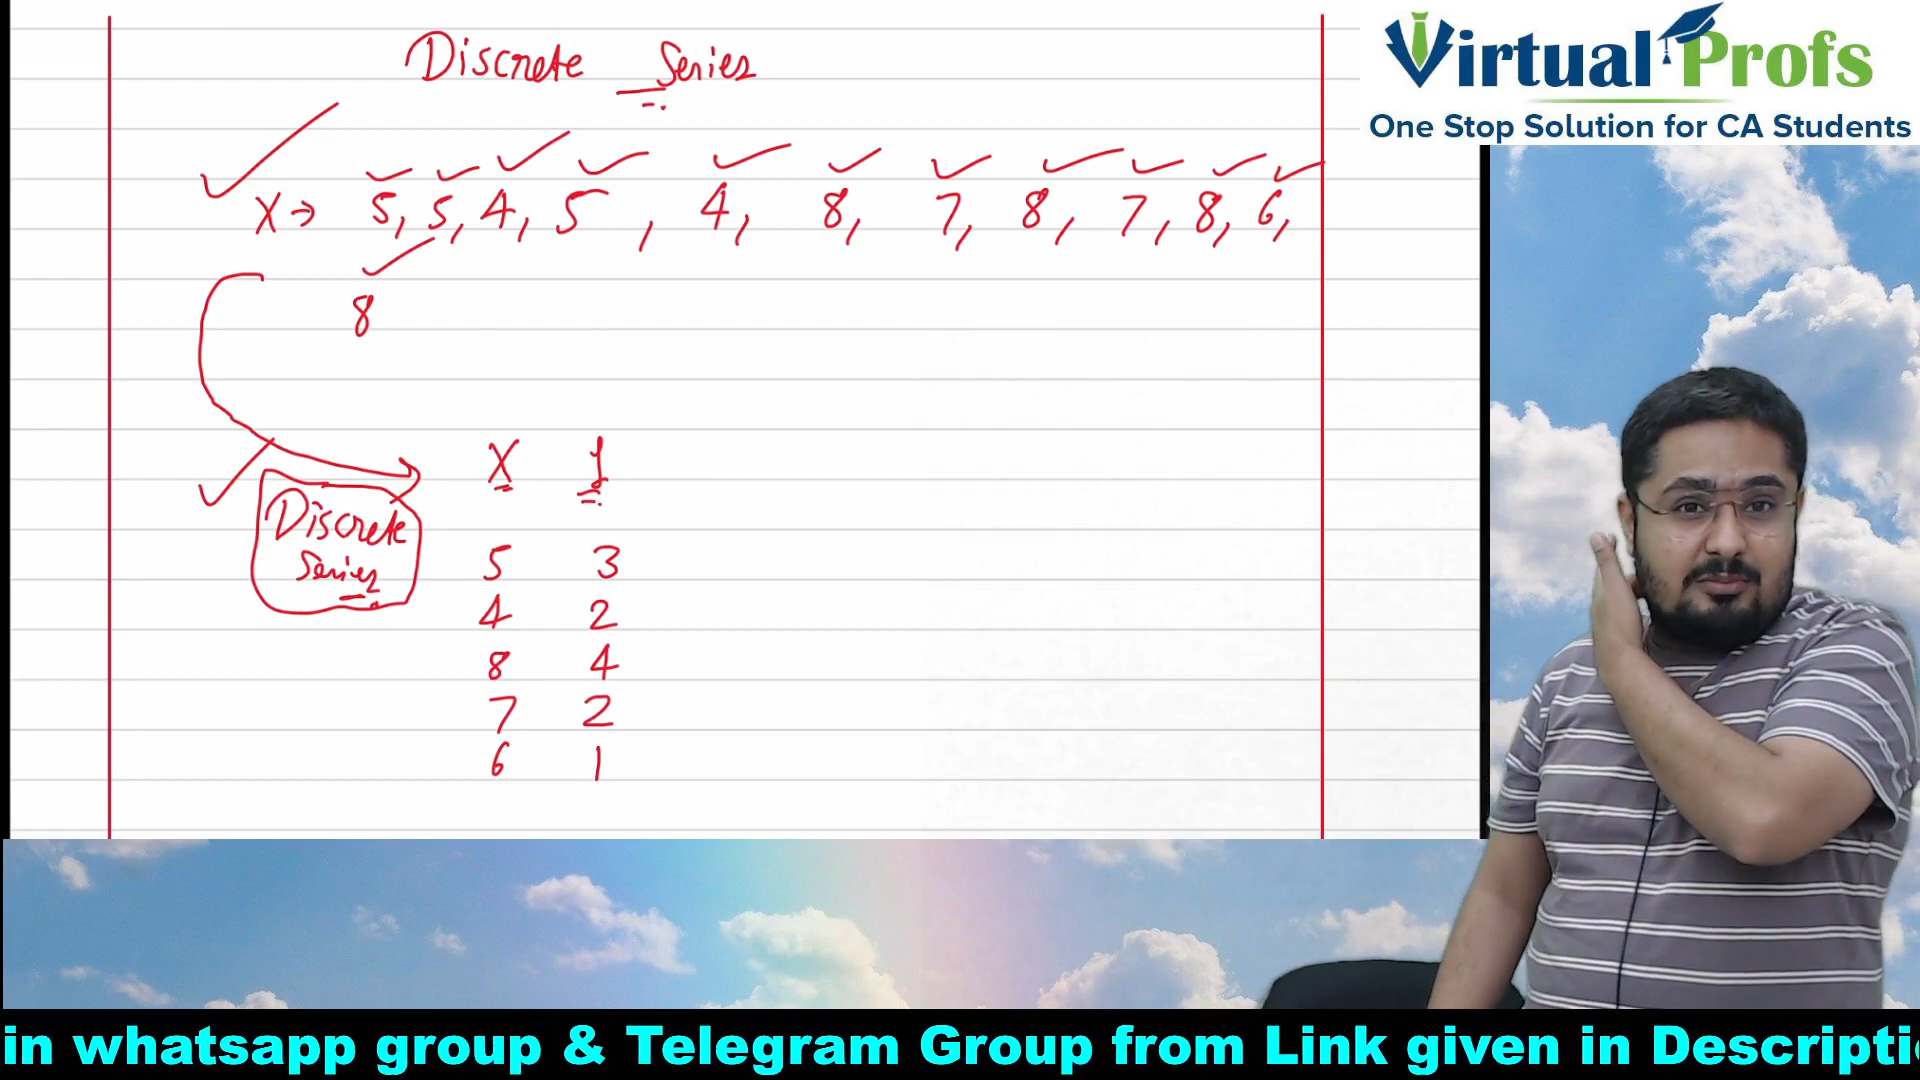 Discrete Series
Virtual Profs
One Stop Solution for CA Students
X → 5, 5, 4, 5, 4, 8, 7, 8, 7, 8, 6,
8
X f
Discrete
Series
5 3
4 2
8 4
7 2
6 1
in whatsapp group & Telegram Group from Link given in Descripti